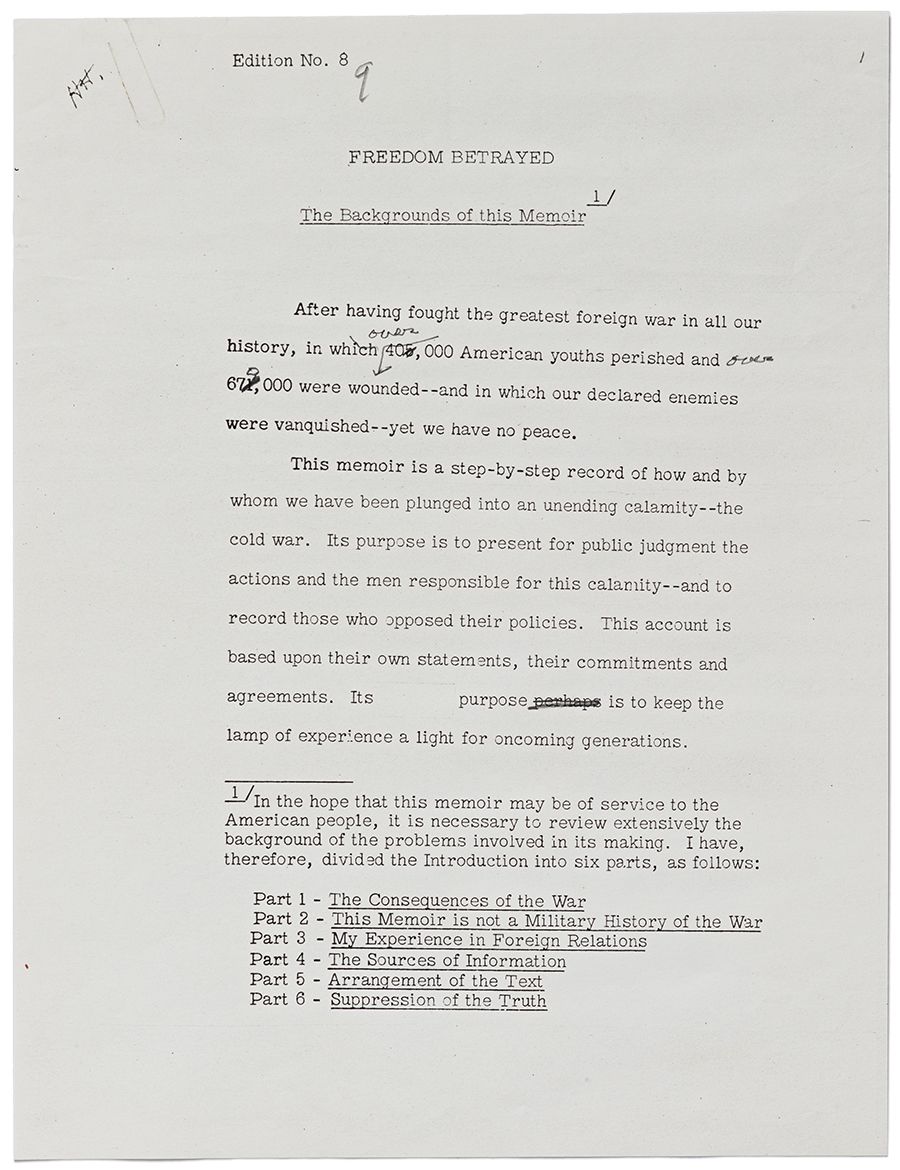 Edition No. 8 9
1
FREEDOM BETRAYED
The Backgrounds of this Memoir 1/
over
After having fought the greatest foreign war in all our
history, in which 405,000 American youths perished and over
were wounded--and in which our declared enemies
were vanquished--yet we have no peace.
This memoir is a step-by-step record of how and by
whom we have been plunged into an unending calamity--the
cold war. Its purpose is to present for public judgment the
actions and the men responsible for this calamity--and to
record those who opposed their policies. This account is
based upon their own statements, their commitments and
agreements. Its purpose perhaps is to keep the
lamp of experience a light for oncoming generations.
1/In the hope that this memoir may be of service to the
American people, it is necessary to review extensively the
background of the problems involved in its making. I have,
therefore, divided the Introduction into six parts, as follows:
Part 1 - The Consequences of the War
Part 2 - This Memoir is not a Military History of the War
Part 3 - My Experience in Foreign Relations
Part 4 - The Sources of Information
Part 5 - Arrangement of the Text
Part 6 - Suppression of the Truth